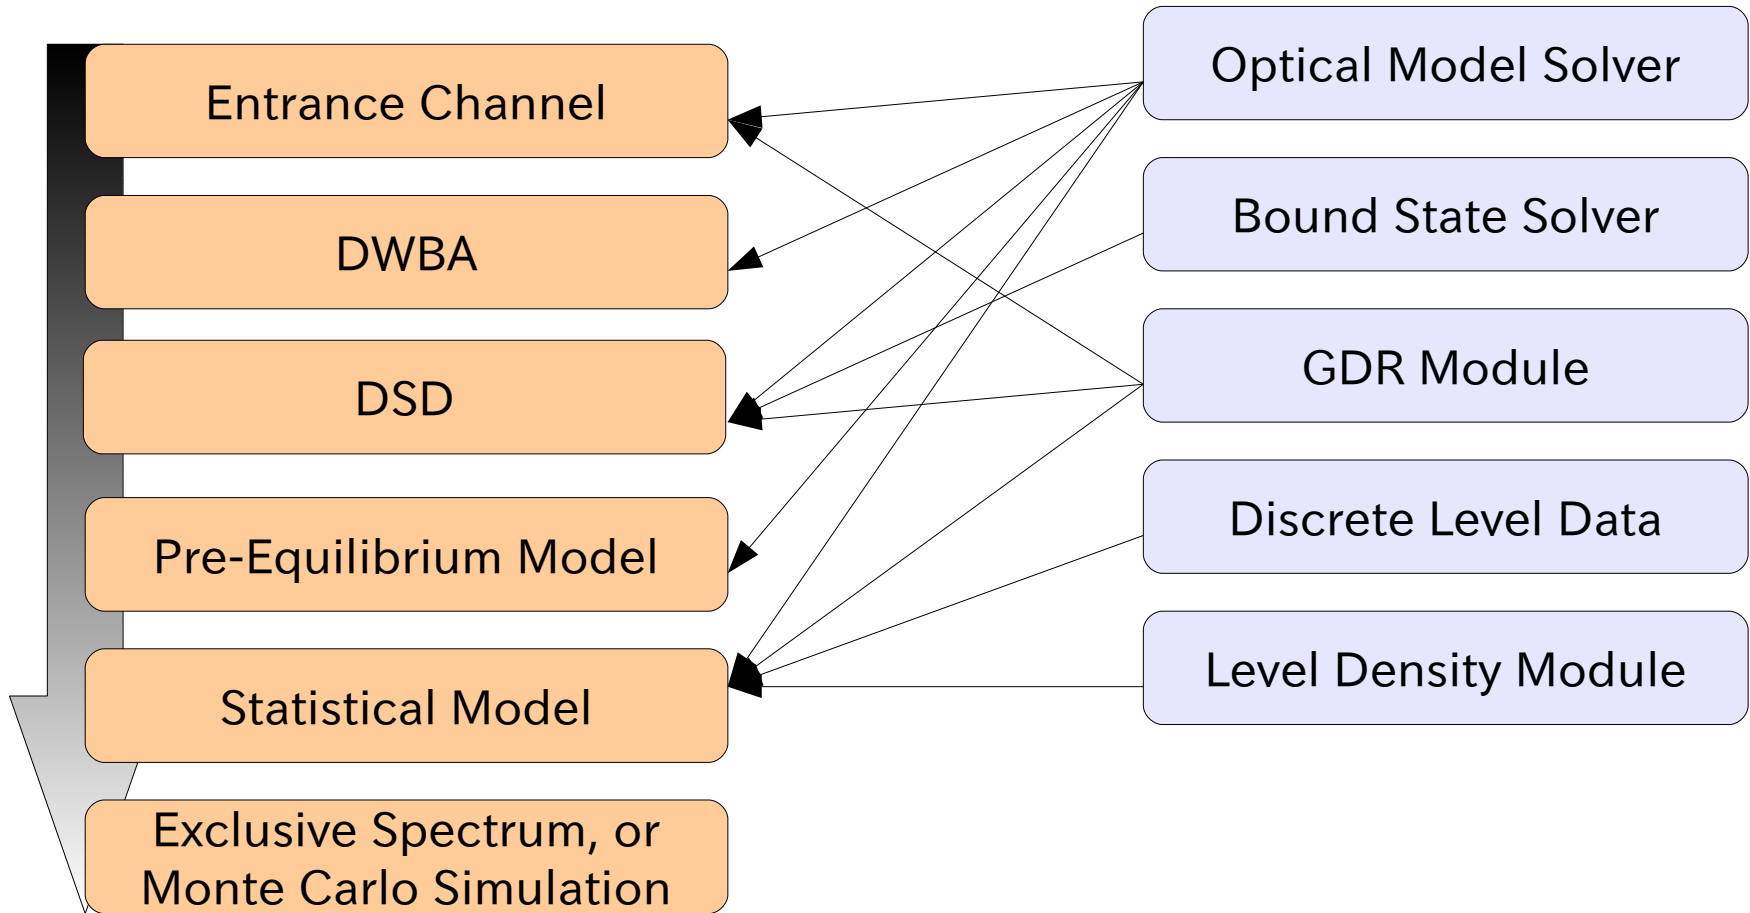 Entrance Channel
DWBA
DSD
Pre-Equilibrium Model
Statistical Model
Exclusive Spectrum, or
Monte Carlo Simulation
Optical Model Solver
Bound State Solver
GDR Module
Discrete Level Data
Level Density Module